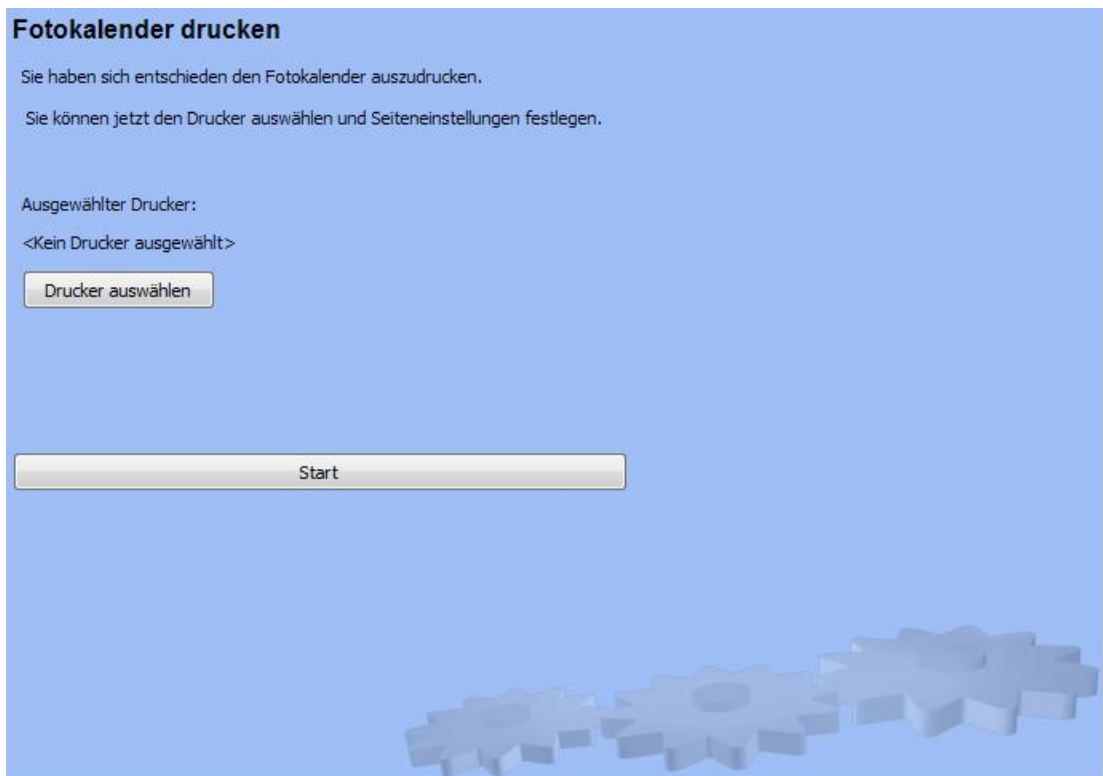 Fotokalender drucken
Sie haben sich entschieden den Fotokalender auszudrucken.
Sie können jetzt den Drucker auswählen und Seiteneinstellungen festlegen.
Ausgewählter Drucker:
<Kein Drucker ausgewählt>
Drucker auswählen
Start